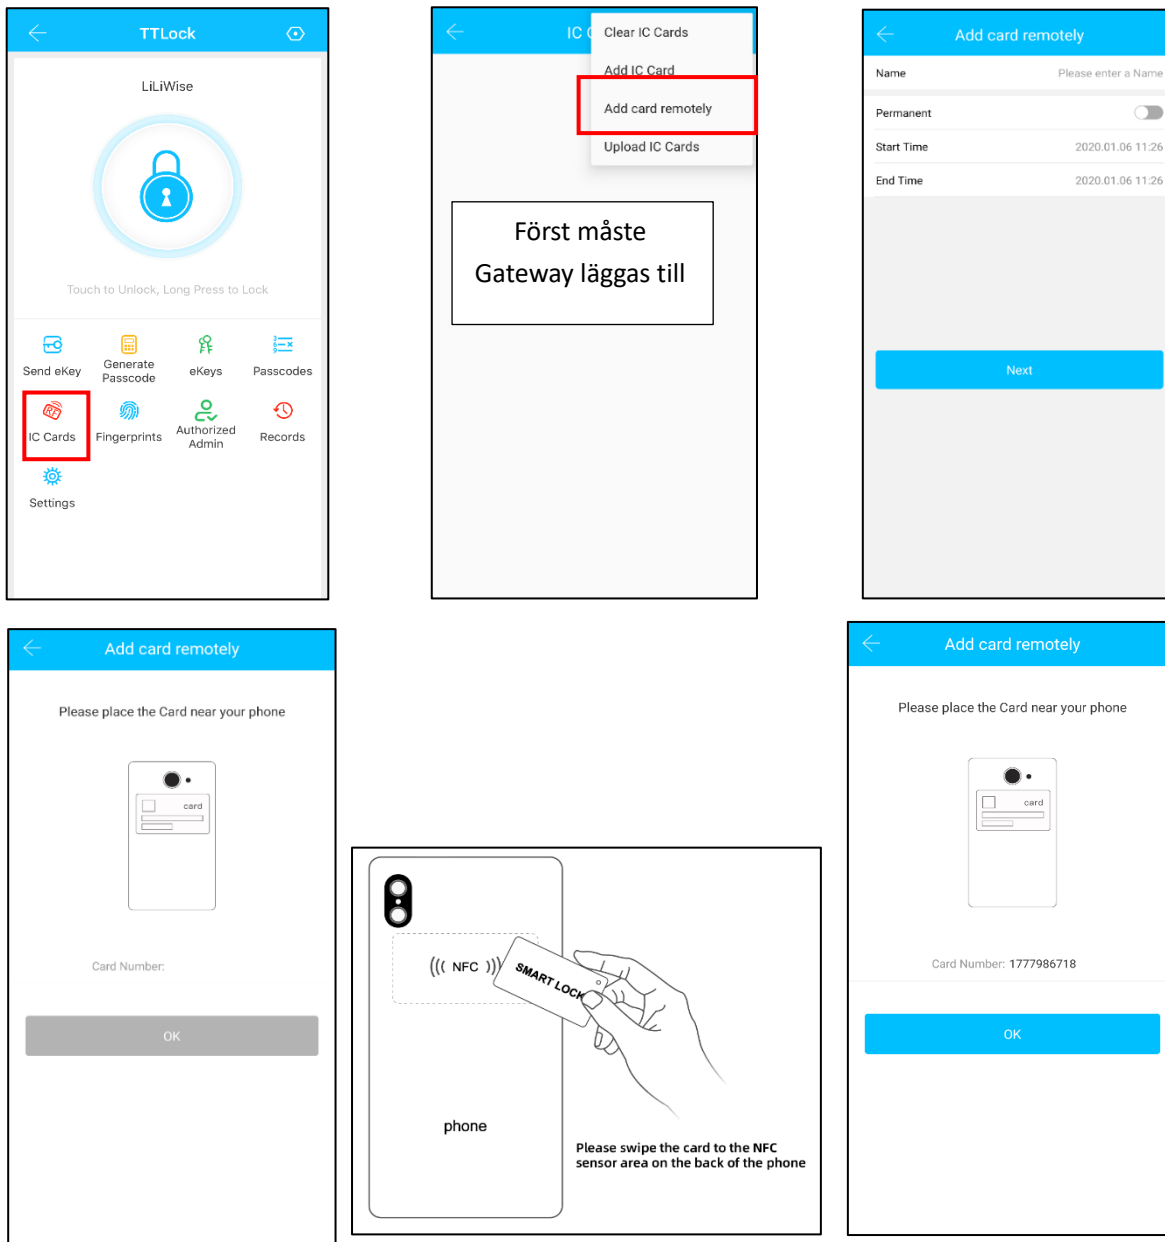 TTLock
LiLiWise
Touch to Unlock, Long Press to Lock
Send eKey
Generate
Passcode
eKeys
Passcodes
RF
IC Cards
Fingerprints
Authorized
Admin
Records
Settings
IC C
Clear IC Cards
Add IC Card
Add card remotely
Upload IC Cards
Först måste
Gateway läggas till
Add card remotely
Name
Please enter a Name
Permanent
Start Time
2020.01.06 11:26
End Time
2020.01.06 11:26
Next
Add card remotely
Please place the Card near your phone
card
Card Number:
OK
((( NFC )))
SMART LOCK
phone
Please swipe the card to the NFC
sensor area on the back of the phone
Add card remotely
Please place the Card near your phone
card
Card Number: 1777986718
OK